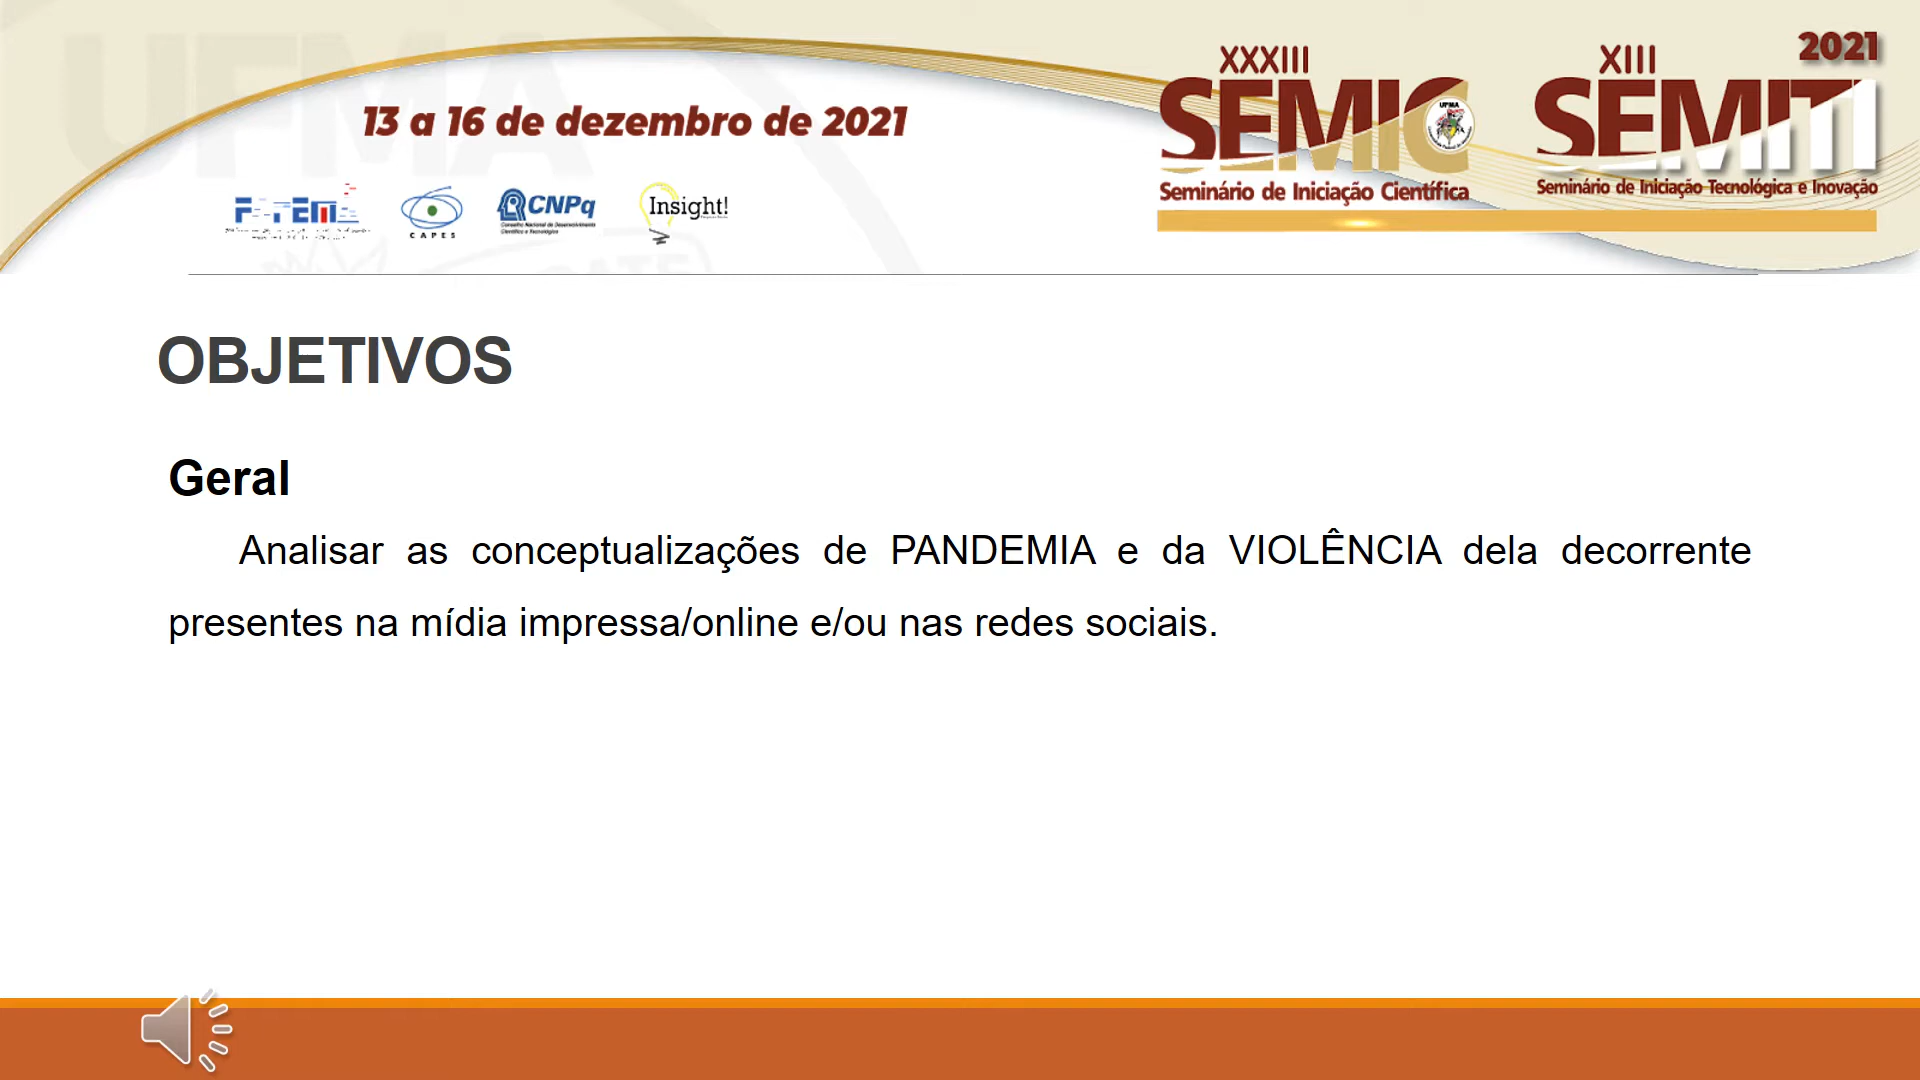 UFMA
2021
XXXIII
SEMIC
UFMA
Seminário de Iniciação Científica
XIII
SEMITI
Seminário de Iniciação Tecnológica e Inovação
13 a 16 de dezembro de 2021
CAPES
CNPq
Conselho Nacional de Desenvolvimento
Científico e Tecnológico
Insight!
OBJETIVOS
Geral
Analisar as conceptualizações de PANDEMIA e da VIOLÊNCIA dela decorrente
presentes na mídia impressa/online e/ou nas redes sociais.